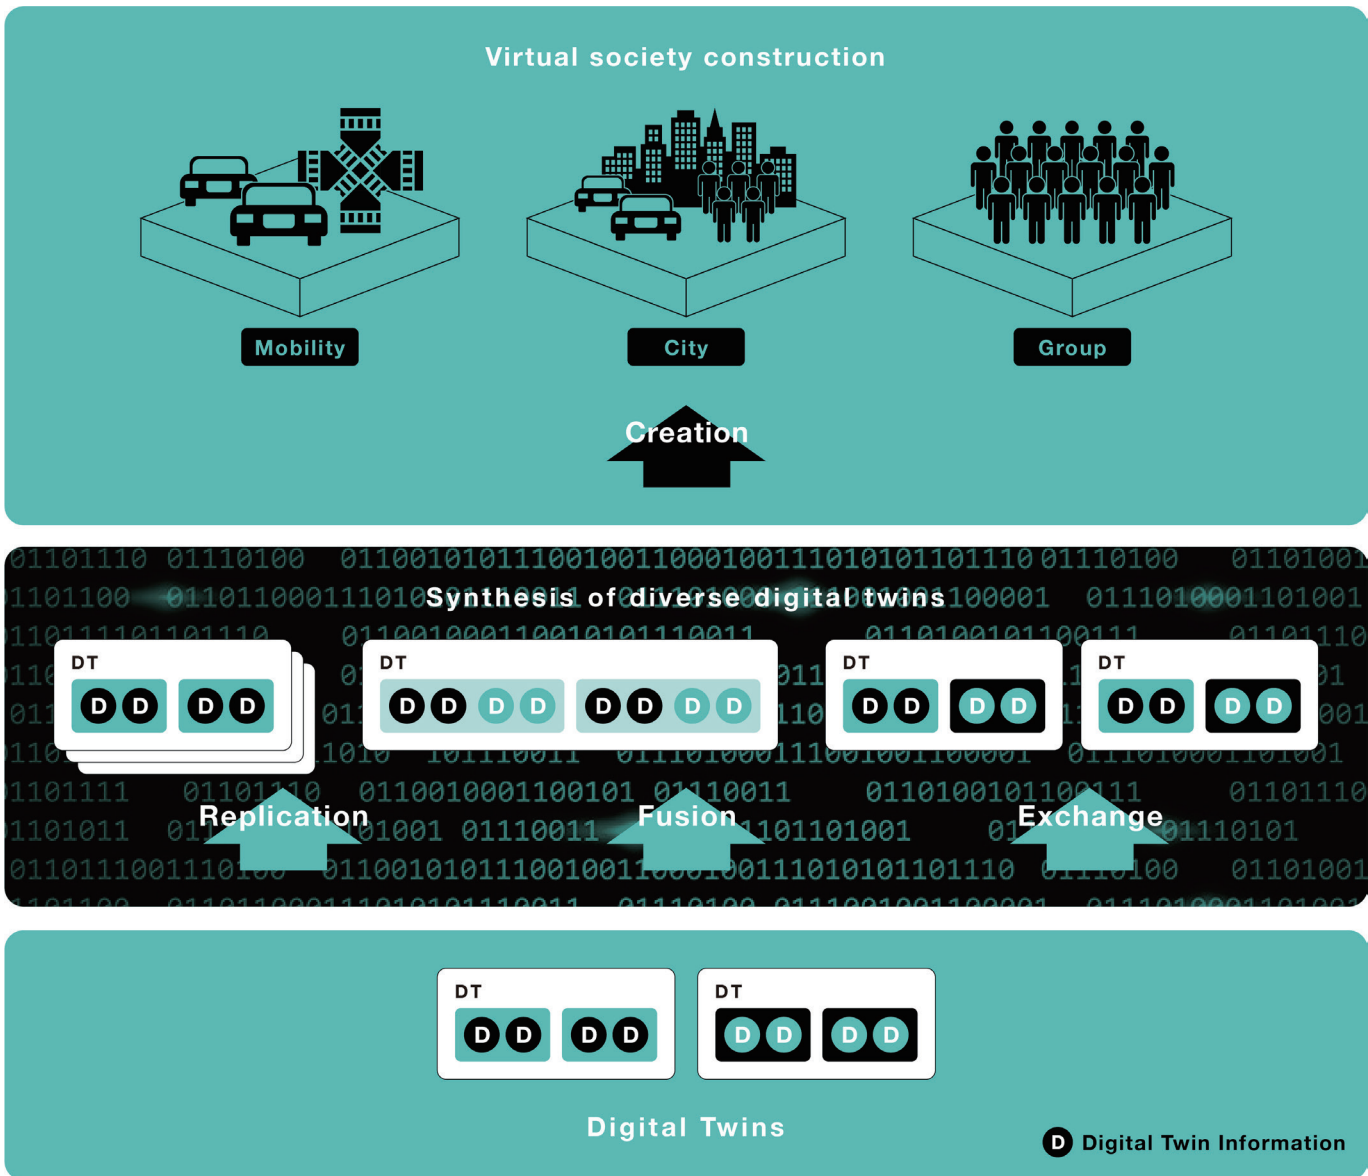 Virtual society construction
Mobility
City
Group
Creation
Synthesis of diverse digital twins
DT
D D D D
DT
D D D D D D D D
DT
D D D D
DT
D D D D
Replication
Fusion
Exchange
DT
D D D D
DT
D D D D
Digital Twins
D Digital Twin Information